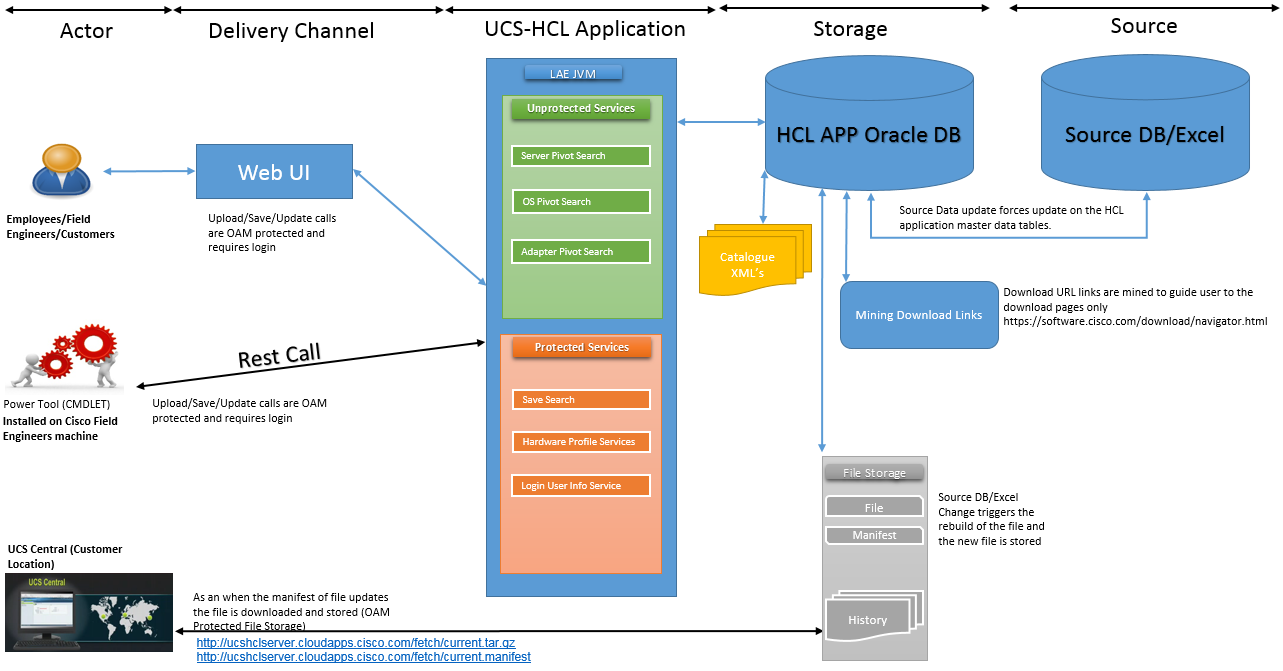 Actor
Delivery Channel
UCS-HCL Application
Storage
Source
LAE JVM
Unprotected Services
Server Pivot Search
OS Pivot Search
Adapter Pivot Search
Protected Services
Save Search
Hardware Profile Services
Login User Info Service
HCL APP Oracle DB
Source DB/Excel
Web UI
Employees/Field
Engineers/Customers
Upload/Save/Update calls
are OAM protected and
requires login
Source Data update forces update on the HCL
application master data tables.
Catalogue
XML's
Mining Download Links
Download URL links are mined to guide user to the
download pages only
https://software.cisco.com/download/navigator.html
Rest Call
Power Tool (CMDLET)
Installed on Cisco Field
Engineers machine
Upload/Save/Update calls are OAM
protected and requires login
File Storage
File
Manifest
History
Source DB/Excel
Change triggers the
rebuild of the file and
the new file is stored
UCS Central (Customer
Location)
UCS Central
As an when the manifest of file updates
the file is downloaded and stored (OAM
Protected File Storage)
http://ucshclserver.cloudapps.cisco.com/fetch/current.tar.gz
http://ucshclserver.cloudapps.cisco.com/fetch/current.manifest